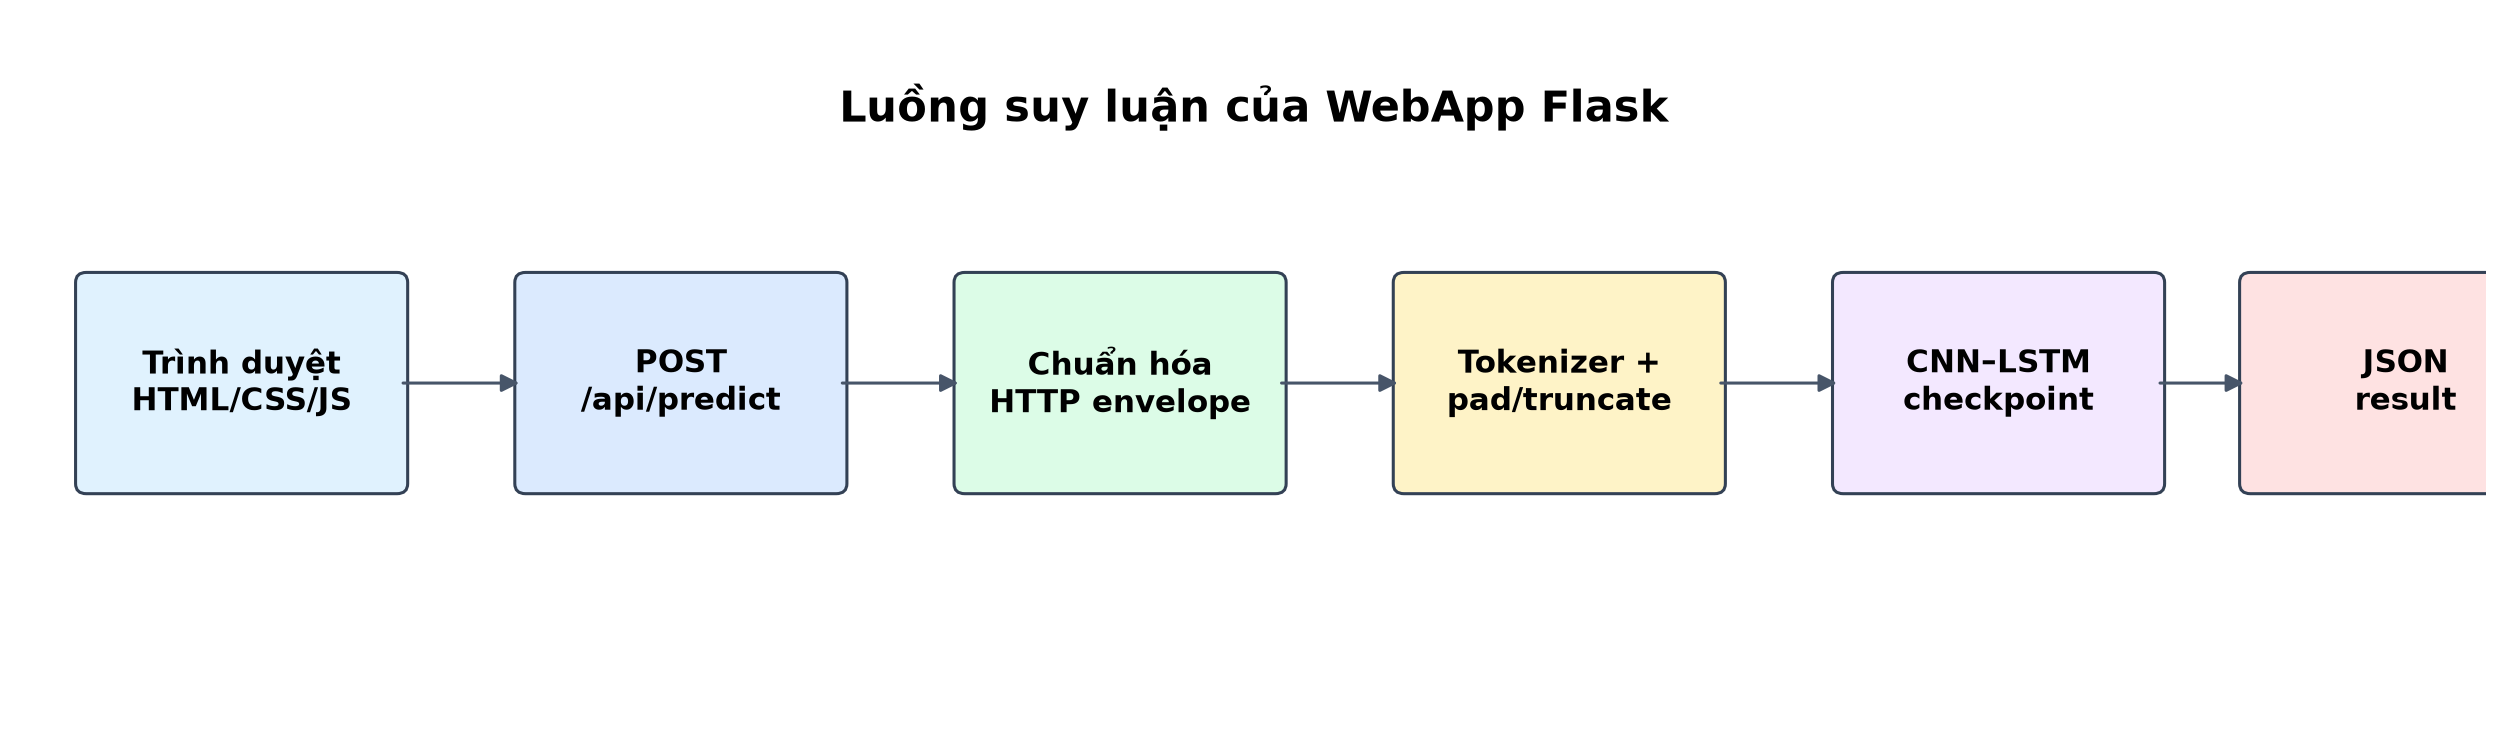 Luồng suy luận của WebApp Flask
Trình duyệt
HTML/CSS/JS
POST
/api/predict
Chuẩn hóa
HTTP envelope
Tokenizer +
pad/truncate
CNN-LSTM
checkpoint
JSON
result